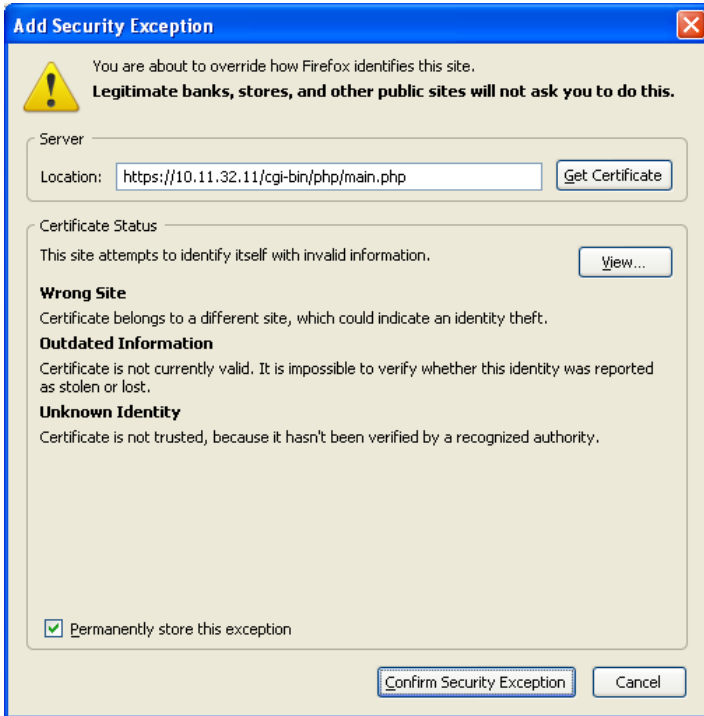 Add Security Exception
You are about to override how Firefox identifies this site.
Legitimate banks, stores, and other public sites will not ask you to do this.
Server
Location: https://10.11.32.11/cgi-bin/php/main.php Get Certificate
Certificate Status
This site attempts to identify itself with invalid information. View...
Wrong Site
Certificate belongs to a different site, which could indicate an identity theft.
Outdated Information
Certificate is not currently valid. It is impossible to verify whether this identity was reported
as stolen or lost.
Unknown Identity
Certificate is not trusted, because it hasn't been verified by a recognized authority.
Permanently store this exception
Confirm Security Exception Cancel